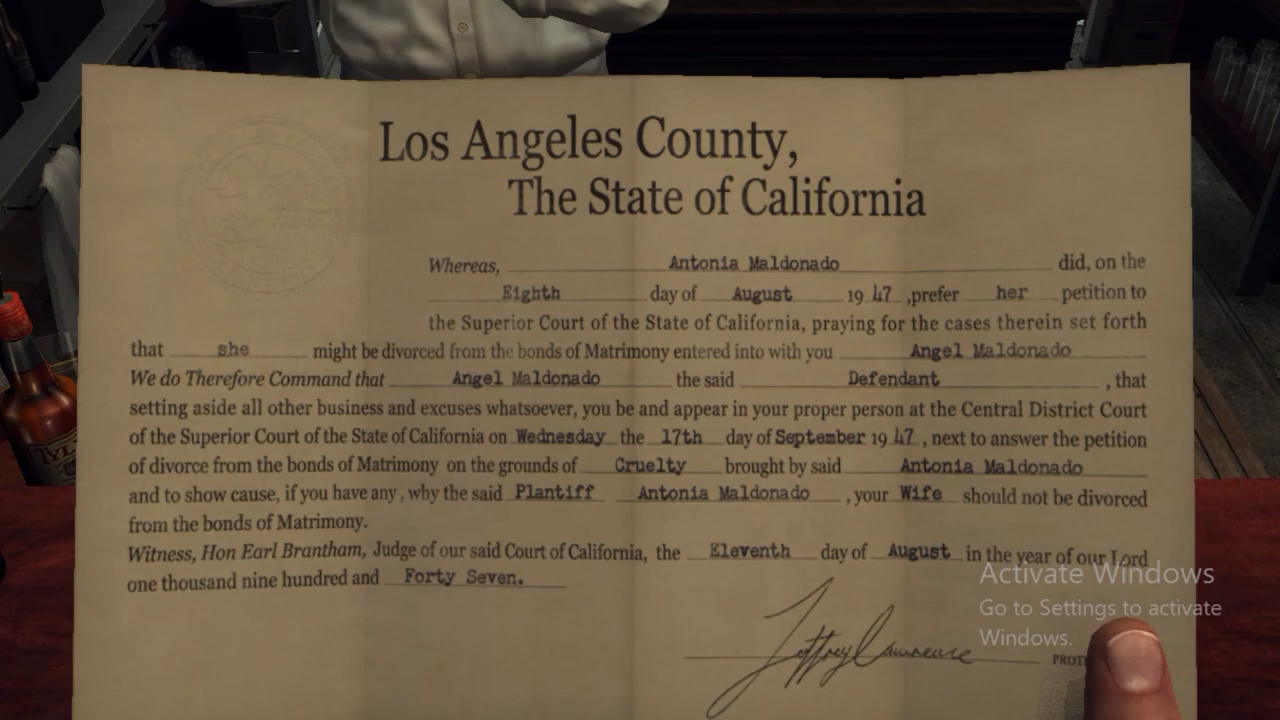 Los Angeles County,
The State of California
Whereas, Antonia Maldonado did, on the
Eighth day of August 19 47 ,prefer her petition to
the Superior Court of the State of California, praying for the cases therein set forth
that she might be divorced from the bonds of Matrimony entered into with you Angel Maldonado
We do Therefore Command that Angel Maldonado the said Defendant , that
setting aside all other business and excuses whatsoever, you be and appear in your proper person at the Central District Court
of the Superior Court of the State of California on Wednesday the 17th day of September 19 47 , next to answer the petition
of divorce from the bonds of Matrimony on the grounds of Cruelty brought by said Antonia Maldonado
and to show cause, if you have any , why the said Plantiff Antonia Maldonado , your Wife should not be divorced
from the bonds of Matrimony.
Witness, Hon Earl Brantham, Judge of our said Court of California, the Eleventh day of August in the year of our Lord
one thousand nine hundred and Forty Seven.
Activate Windows
Go to Settings to activate
Windows.
Jeffrey Lawrence
TYL